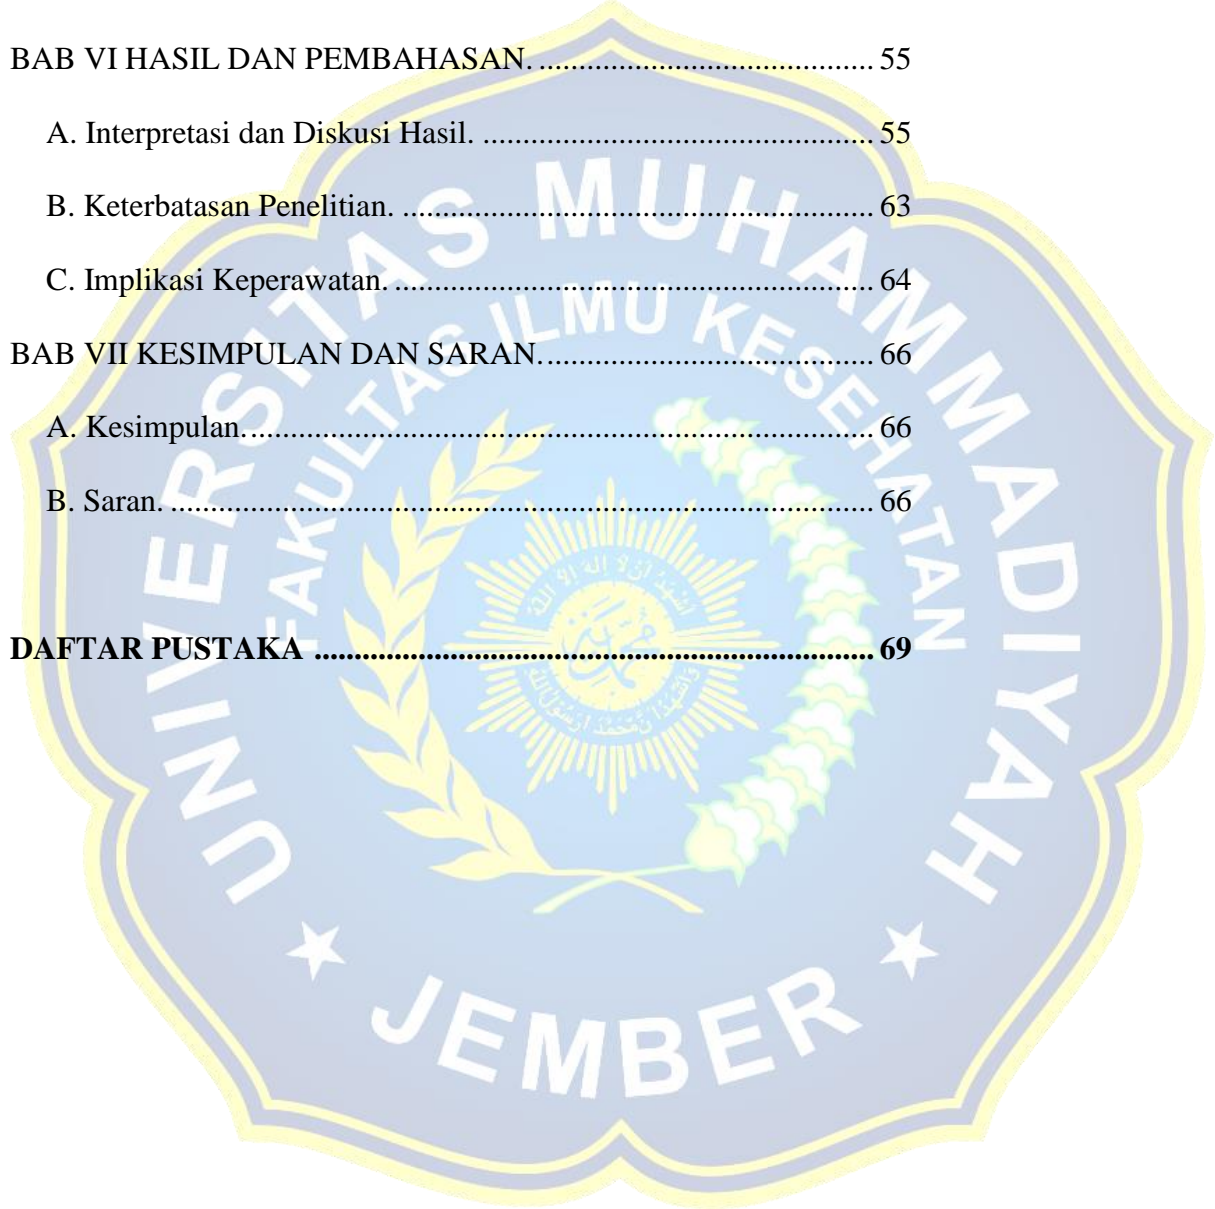 BAB VI HASIL DAN PEMBAHASAN. .......................................... 55
A. Interpretasi dan Diskusi Hasil. ................................................ 55
B. Keterbatasan Penelitian. .......................................................... 63
C. Implikasi Keperawatan. ........................................................... 64
BAB VII KESIMPULAN DAN SARAN. ......................................... 66
A. Kesimpulan. ............................................................................. 66
B. Saran. ....................................................................................... 66
DAFTAR PUSTAKA ..................................................................... 69
UNIVERSITAS MUHAMMADIYAH
FAKULTAS ILMU KESEHATAN
JEMBER